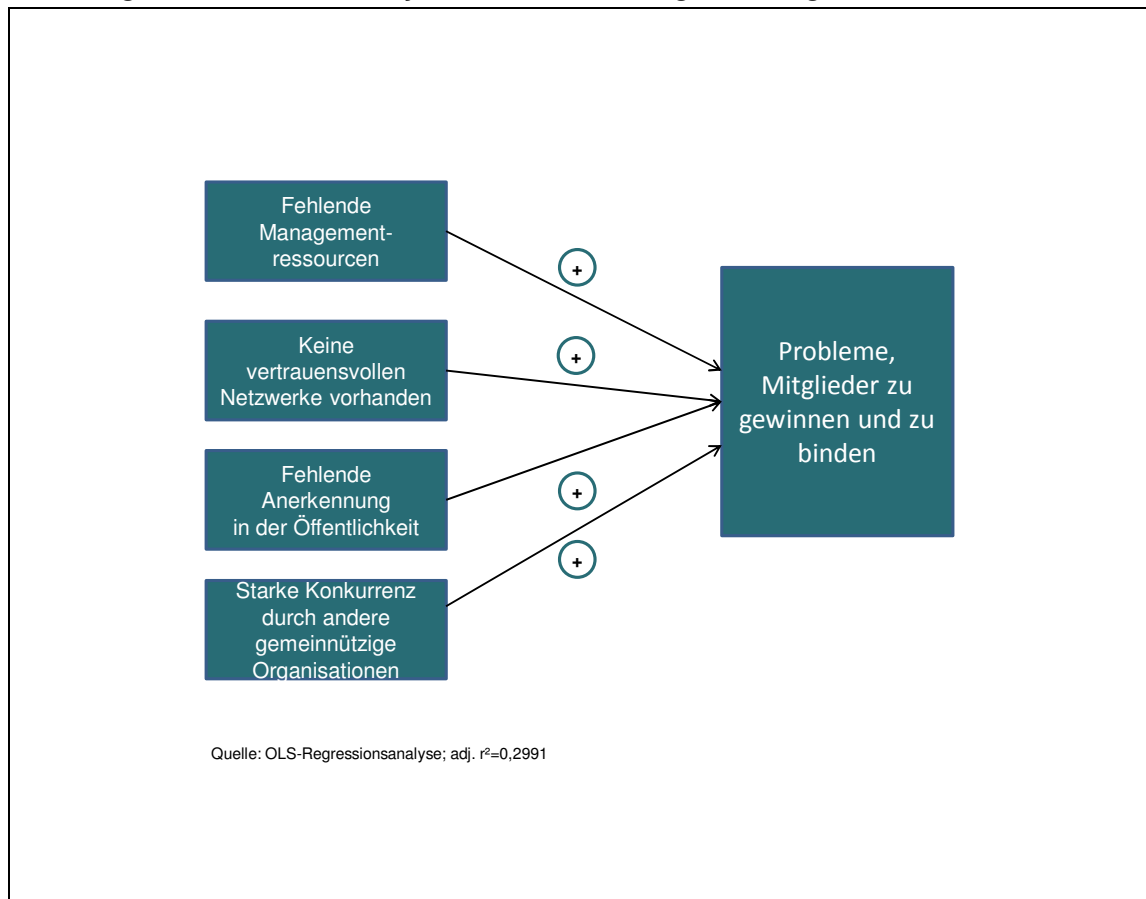 Fehlende
Management-
ressourcen
+
Keine
vertrauensvollen
Netzwerke vorhanden
+
Fehlende
Anerkennung
in der Öffentlichkeit
+
Starke Konkurrenz
durch andere
gemeinnützige
Organisationen
+
Probleme,
Mitglieder zu
gewinnen und zu
binden
Quelle: OLS-Regressionsanalyse; adj. r²=0,2991